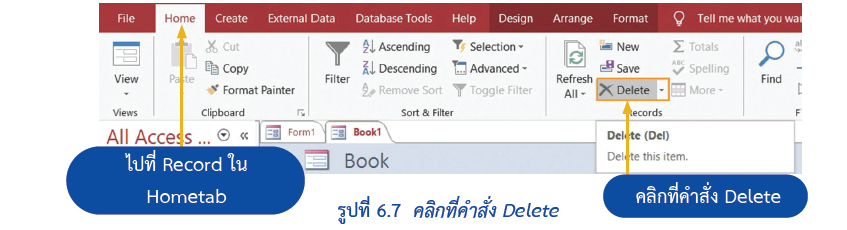 File Home Create External Data Database Tools Help Design Arrange Format Tell me what you wan
View
Views
Paste
Cut
Copy
Format Painter
Clipboard
Filter
Ascending
Descending
Remove Sort
Selection
Advanced
Toggle Filter
Sort & Filter
Refresh
All
New
Save
Delete
Totals
Spelling
More
Records
Find
Delete (Del)
Delete this item.
All Access ...
Form1
Book1
Book
ไปที่ Record ใน
Hometab
คลิกที่คำสั่ง Delete
รูปที่ 6.7 คลิกที่คำสั่ง Delete